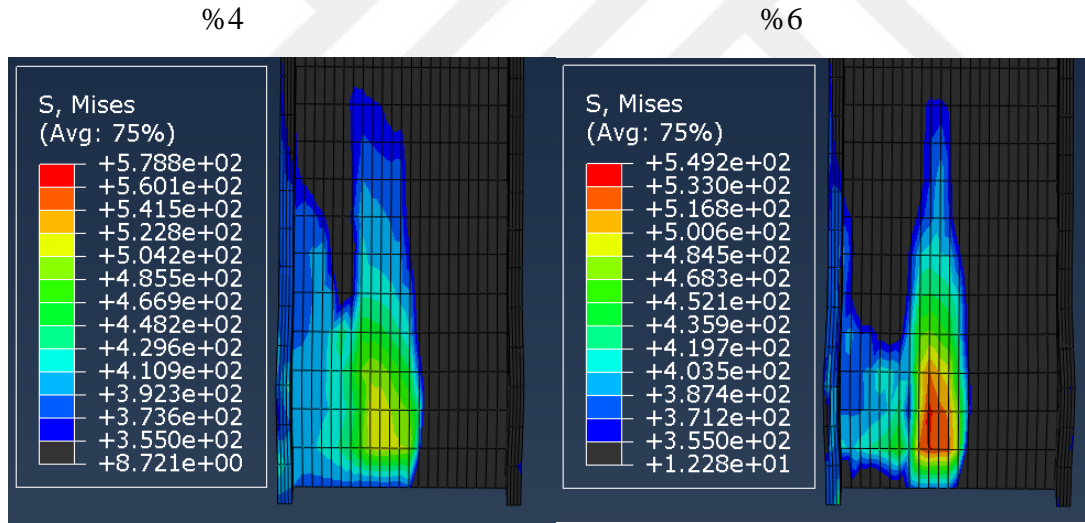 %4
S, Mises
(Avg: 75%)
+5.788e+02
+5.601e+02
+5.415e+02
+5.228e+02
+5.042e+02
+4.855e+02
+4.669e+02
+4.482e+02
+4.296e+02
+4.109e+02
+3.923e+02
+3.736e+02
+3.550e+02
+8.721e+00
%6
S, Mises
(Avg: 75%)
+5.492e+02
+5.330e+02
+5.168e+02
+5.006e+02
+4.845e+02
+4.683e+02
+4.521e+02
+4.359e+02
+4.197e+02
+4.035e+02
+3.874e+02
+3.712e+02
+3.550e+02
+1.228e+01